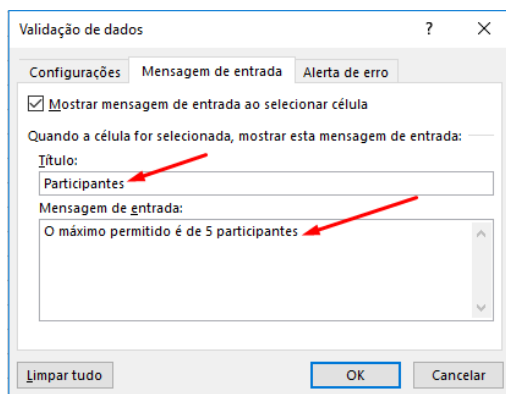 Validação de dados ? ×
Configurações Mensagem de entrada Alerta de erro
Mostrar mensagem de entrada ao selecionar célula
Quando a célula for selecionada, mostrar esta mensagem de entrada:
Título:
Participantes
Mensagem de entrada:
O máximo permitido é de 5 participantes
Limpar tudo OK Cancelar